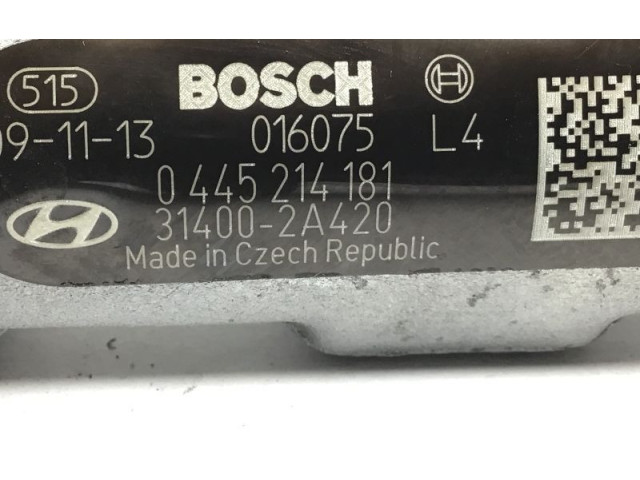 515 BOSCH
09-11-13 016075 L4
0 445 214 181
31400-2A420
Made in Czech Republic